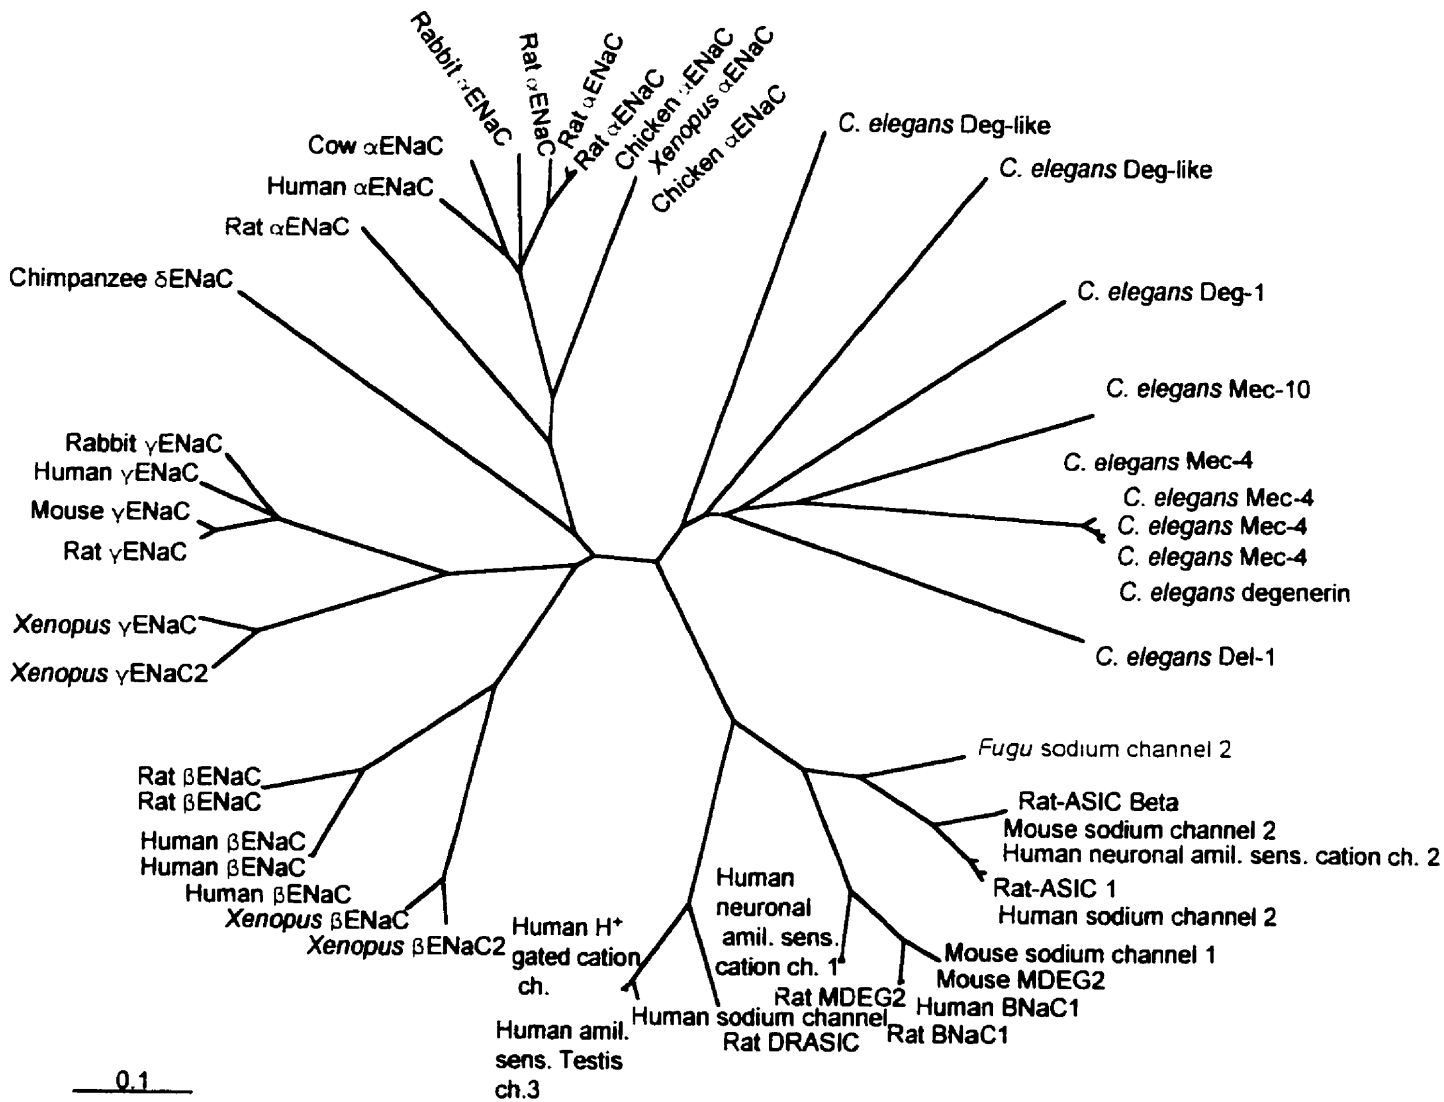 Rabbit αENaC
Rat αENaC
Rat αENaC
Rat αENaC
Chicken αENaC
Xenopus αENaC
Chicken αENaC
Cow αENaC
Human αENaC
Rat αENaC
Chimpanzee δENaC
Rabbit γENaC
Human γENaC
Mouse γENaC
Rat γENaC
Xenopus γENaC
Xenopus γENaC2
Rat βENaC
Rat βENaC
Human βENaC
Human βENaC
Human βENaC
Xenopus βENaC
Xenopus βENaC2
Human H⁺
gated cation
ch.
Human amil.
sens. Testis
ch.3
Human sodium channel
Rat DRASIC
Human
neuronal
amil. sens.
cation ch. 1
Rat MDEG2
Rat BNaC1
Human BNaC1
Mouse MDEG2
Mouse sodium channel 1
Human sodium channel 2
Rat-ASIC 1
Human neuronal amil. sens. cation ch. 2
Mouse sodium channel 2
Rat-ASIC Beta
Fugu sodium channel 2
C. elegans Del-1
C. elegans degenerin
C. elegans Mec-4
C. elegans Mec-4
C. elegans Mec-4
C. elegans Mec-4
C. elegans Mec-10
C. elegans Deg-1
C. elegans Deg-like
C. elegans Deg-like
0.1